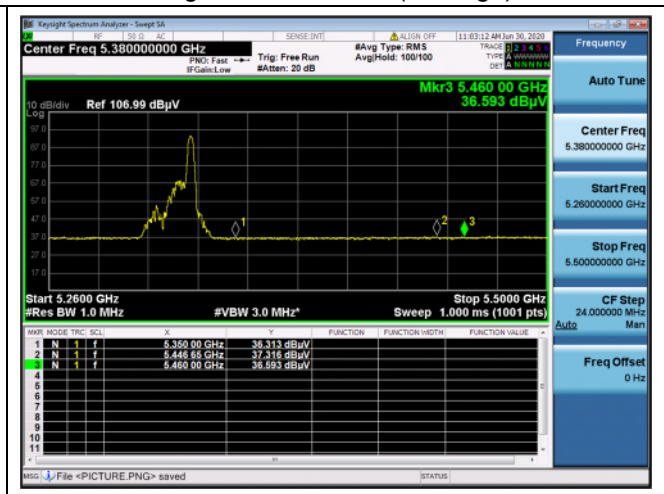 Keysight Spectrum Analyzer - Swept SA
RF 50 Ω AC SENSE:INT ALIGN OFF 11:03:12 AM Jun 30, 2020
Center Freq 5.380000000 GHz
#Avg Type: RMS
TRACE 1 2 3 4 5 6
PNO: Fast Trig: Free Run Avg|Hold: 100/100
TYPE A WWWWW
IFGain:Low #Atten: 20 dB
DET A N N N N N
Mkr3 5.460 00 GHz
36.593 dBµV
10 dB/div Ref 106.99 dBµV
Log
97.0
87.0
77.0
67.0
57.0
47.0
37.0
27.0
17.0
1
2
3
Start 5.2600 GHz Stop 5.5000 GHz
#Res BW 1.0 MHz #VBW 3.0 MHz* Sweep 1.000 ms (1001 pts)
MKR MODE TRC SCL X Y FUNCTION FUNCTION WIDTH FUNCTION VALUE
1 N 1 f 5.350 00 GHz 36.313 dBµV
2 N 1 f 5.446 65 GHz 37.316 dBµV
3 N 1 f 5.460 00 GHz 36.593 dBµV
4
5
6
7
8
9
10
11
MSG File <PICTURE.PNG> saved STATUS
Frequency
Auto Tune
Center Freq
5.380000000 GHz
Start Freq
5.260000000 GHz
Stop Freq
5.500000000 GHz
CF Step
24.000000 MHz
Auto Man
Freq Offset
0 Hz